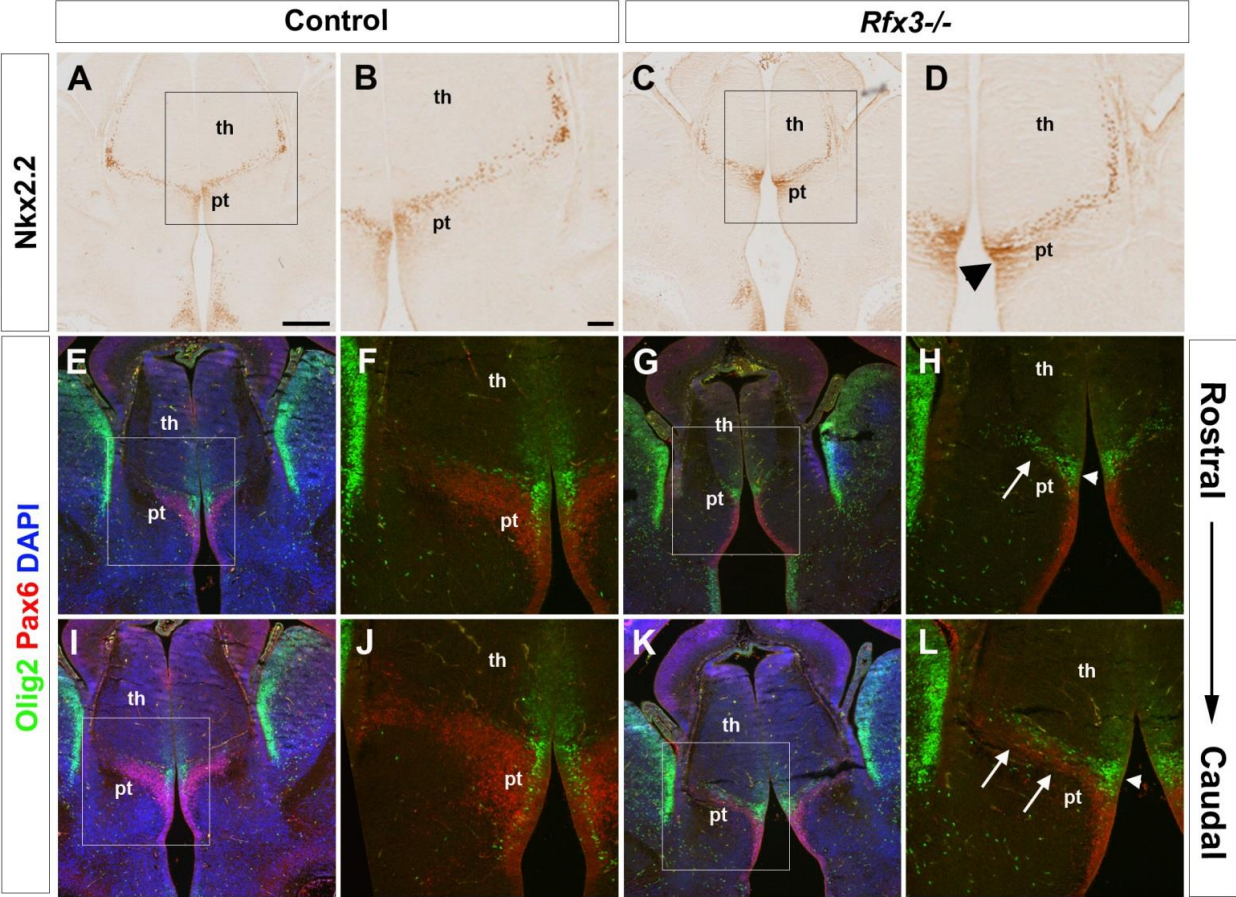 Control
Rfx3-/-
Nkx2.2
A
th
pt
B
th
pt
C
th
pt
D
th
pt
Olig2 Pax6 DAPI
E
th
pt
F
th
pt
G
th
pt
H
th
pt
Rostral
I
th
pt
J
th
pt
K
th
pt
L
th
pt
Caudal